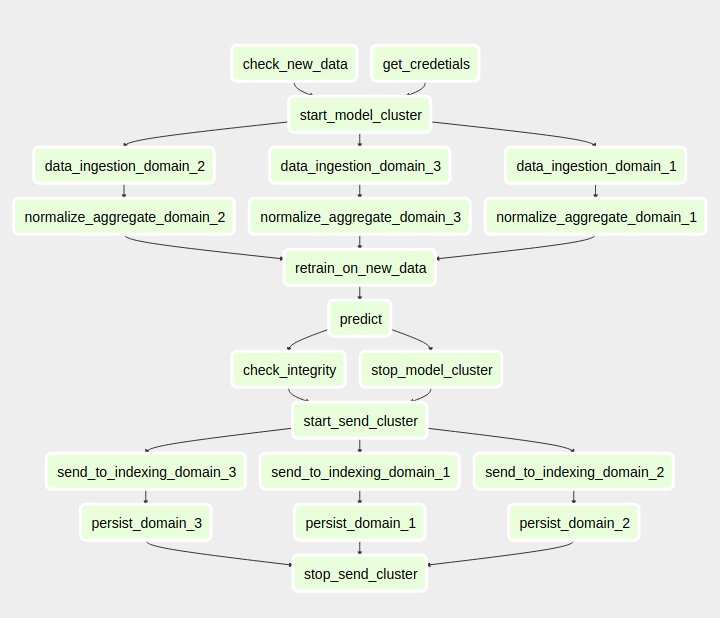 check_new_data
get_credetials
start_model_cluster
data_ingestion_domain_2
data_ingestion_domain_3
data_ingestion_domain_1
normalize_aggregate_domain_2
normalize_aggregate_domain_3
normalize_aggregate_domain_1
retrain_on_new_data
predict
check_integrity
stop_model_cluster
start_send_cluster
send_to_indexing_domain_3
send_to_indexing_domain_1
send_to_indexing_domain_2
persist_domain_3
persist_domain_1
persist_domain_2
stop_send_cluster